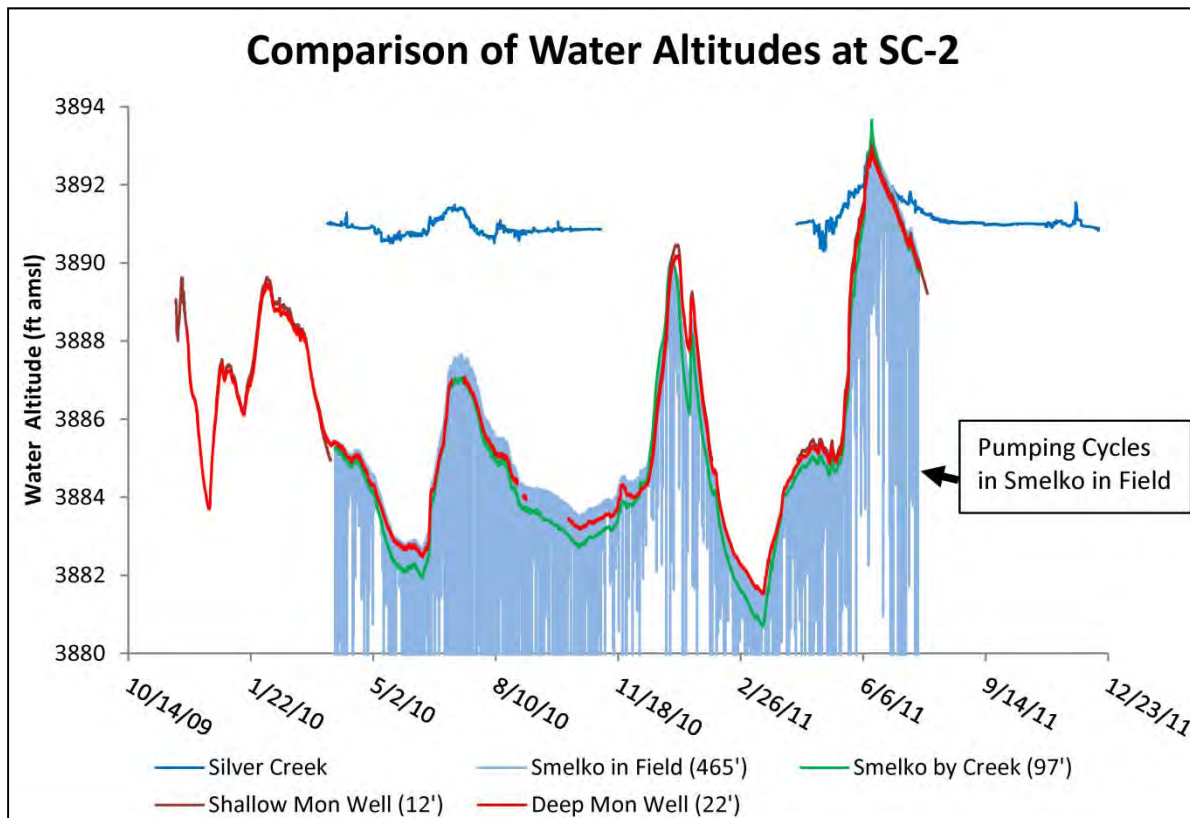 Comparison of Water Altitudes at SC-2
3894
3892
3890
3888
3886
3884
3882
3880
Water Altitude (ft amsl)
Pumping Cycles
in Smelko in Field
10/14/09
1/22/10
5/2/10
8/10/10
11/18/10
2/26/11
6/6/11
9/14/11
12/23/11
Silver Creek
Smelko in Field (465')
Smelko by Creek (97')
Shallow Mon Well (12')
Deep Mon Well (22')